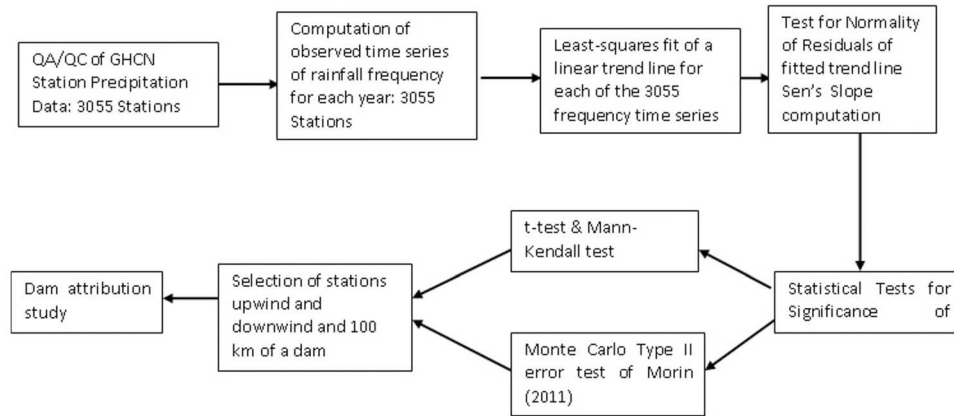 QA/QC of GHCN
Station Precipitation
Data: 3055 Stations
Computation of
observed time series
of rainfall frequency
for each year: 3055
Stations
Least-squares fit of a
linear trend line for
each of the 3055
frequency time series
Test for Normality
of Residuals of
fitted trend line
Sen's Slope
computation
Statistical Tests for
Significance of
t-test & Mann-
Kendall test
Monte Carlo Type II
error test of Morin
(2011)
Selection of stations
upwind and
downwind and 100
km of a dam
Dam attribution
study